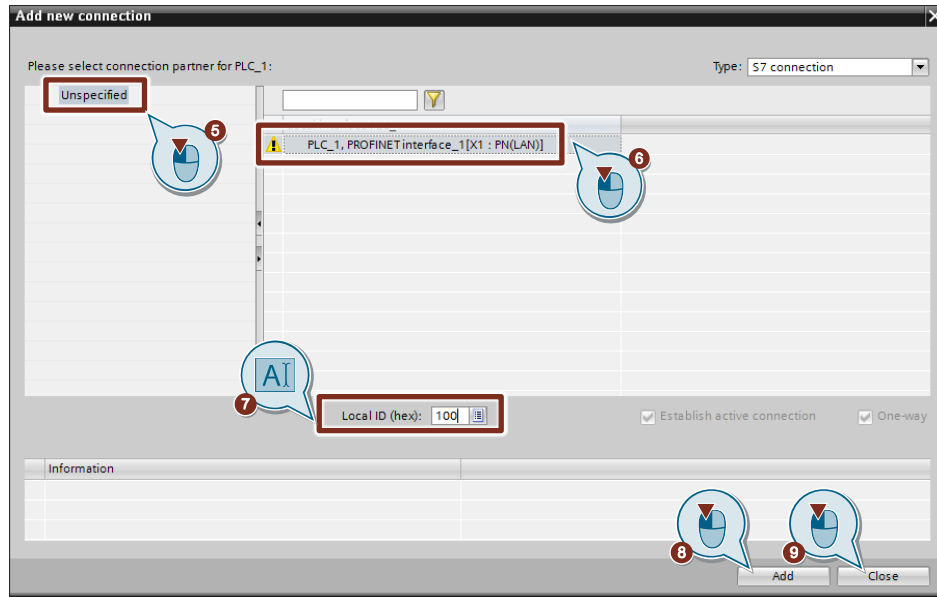 Add new connection
Please select connection partner for PLC_1:
Type: S7 connection
Unspecified
5
PLC_1, PROFINET interface_1[X1 : PN(LAN)]
6
AI
7
Local ID (hex): 100
Establish active connection
One-way
Information
8
9
Add
Close